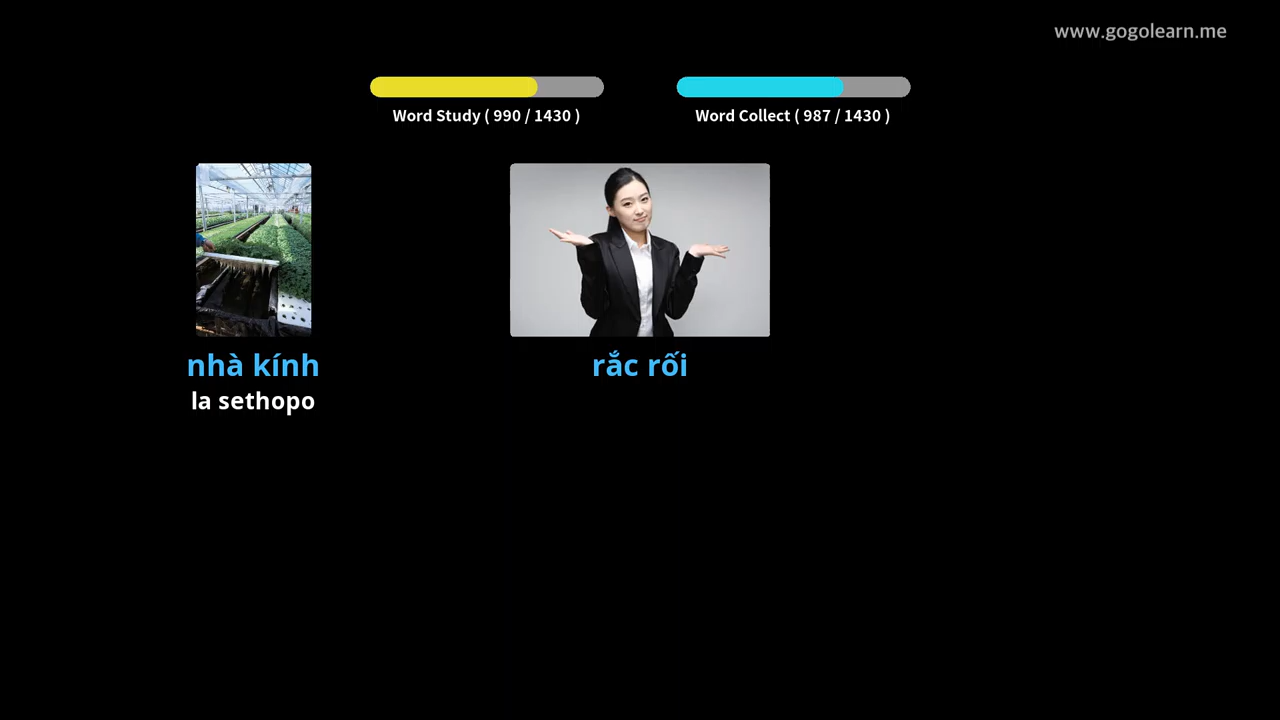 www.gogolearn.me
Word Study ( 990 / 1430 )
Word Collect ( 987 / 1430 )
nhà kính
la sethopo
rắc rối